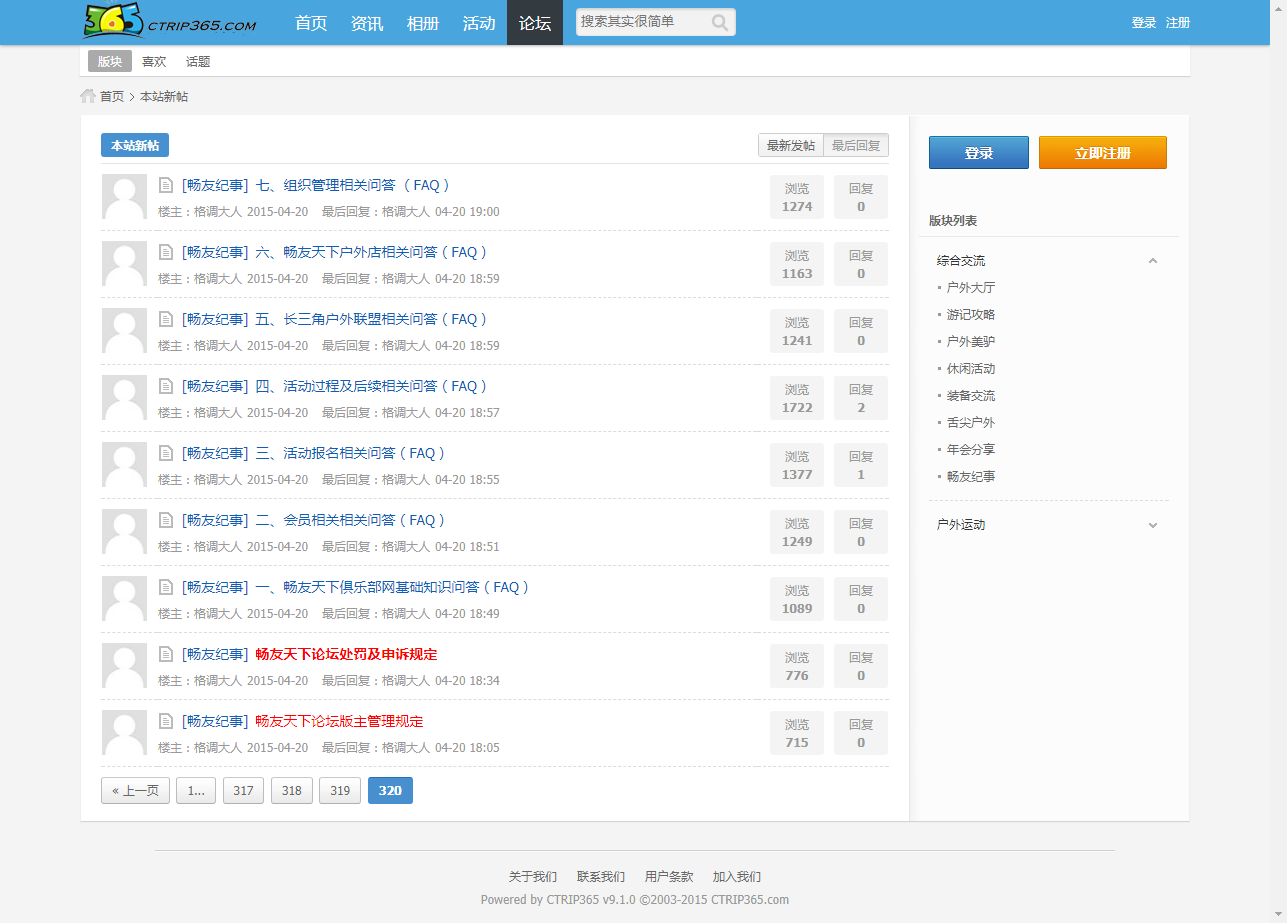 365 CTRIP365.COM 首页 资讯 相册 活动 论坛 搜索其实很简单 登录 注册
版块 喜欢 话题
首页 > 本站新帖
本站新帖 最新发帖 最后回复
[畅友纪事] 七、组织管理相关问答 （ FAQ ） 浏览 回复
楼主：格调大人 2015-04-20 最后回复：格调大人 04-20 19:00 1274 0
[畅友纪事] 六、畅友天下户外店相关问答（ FAQ ） 浏览 回复
楼主：格调大人 2015-04-20 最后回复：格调大人 04-20 18:59 1163 0
[畅友纪事] 五、长三角户外联盟相关问答（ FAQ ） 浏览 回复
楼主：格调大人 2015-04-20 最后回复：格调大人 04-20 18:59 1241 0
[畅友纪事] 四、活动过程及后续相关问答（ FAQ ） 浏览 回复
楼主：格调大人 2015-04-20 最后回复：格调大人 04-20 18:57 1722 2
[畅友纪事] 三、活动报名相关问答（ FAQ ） 浏览 回复
楼主：格调大人 2015-04-20 最后回复：格调大人 04-20 18:55 1377 1
[畅友纪事] 二、会员相关相关问答（ FAQ ） 浏览 回复
楼主：格调大人 2015-04-20 最后回复：格调大人 04-20 18:51 1249 0
[畅友纪事] 一、畅友天下俱乐部网基础知识问答（ FAQ ） 浏览 回复
楼主：格调大人 2015-04-20 最后回复：格调大人 04-20 18:49 1089 0
[畅友纪事] 畅友天下论坛处罚及申诉规定 浏览 回复
楼主：格调大人 2015-04-20 最后回复：格调大人 04-20 18:34 776 0
[畅友纪事] 畅友天下论坛版主管理规定 浏览 回复
楼主：格调大人 2015-04-20 最后回复：格调大人 04-20 18:05 715 0
« 上一页 1... 317 318 319 320
登录 立即注册
版块列表
综合交流
户外大厅
游记攻略
户外美驴
休闲活动
装备交流
舌尖户外
年会分享
畅友纪事
户外运动
关于我们 联系我们 用户条款 加入我们
Powered by CTRIP365 v9.1.0 ©2003-2015 CTRIP365.com